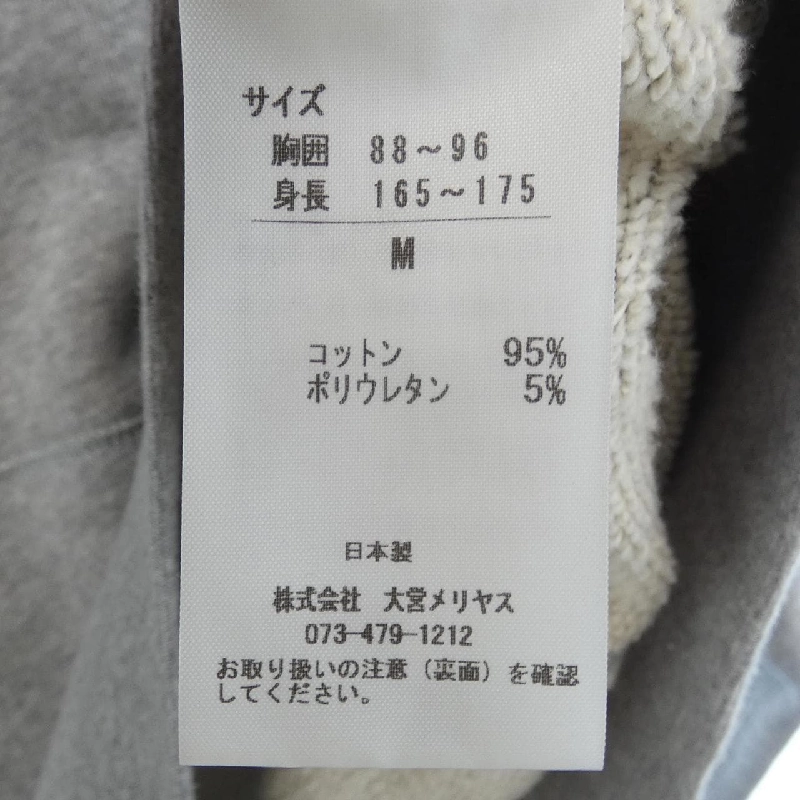 サイズ
胸囲 88～96
身長 165～175
M
コットン 95%
ポリウレタン 5%
日本製
株式会社 大営メリヤス
073-479-1212
お取り扱いの注意（裏面）を確認
してください。